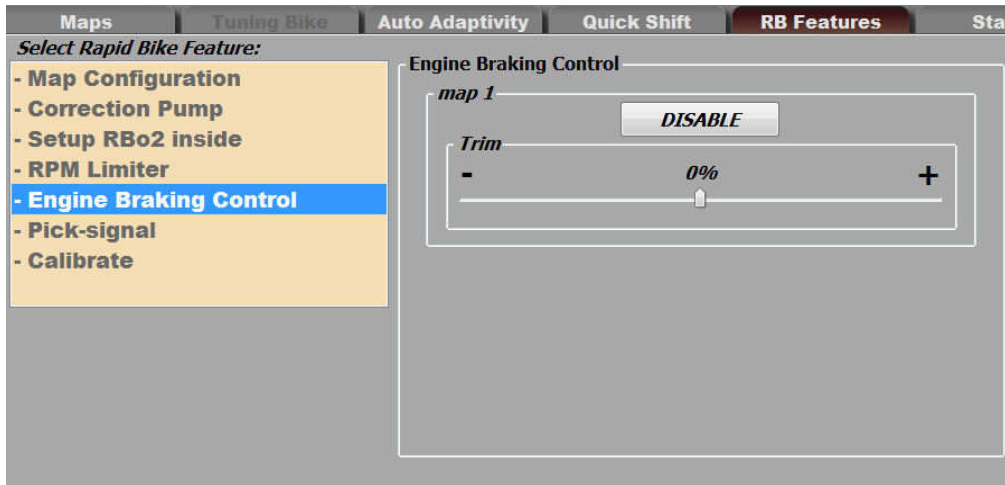 Maps Tuning Bike Auto Adaptivity Quick Shift RB Features Sta
Select Rapid Bike Feature:
- Map Configuration
- Correction Pump
- Setup RBo2 inside
- RPM Limiter
- Engine Braking Control
- Pick-signal
- Calibrate
Engine Braking Control
map 1
DISABLE
Trim
- 0% +